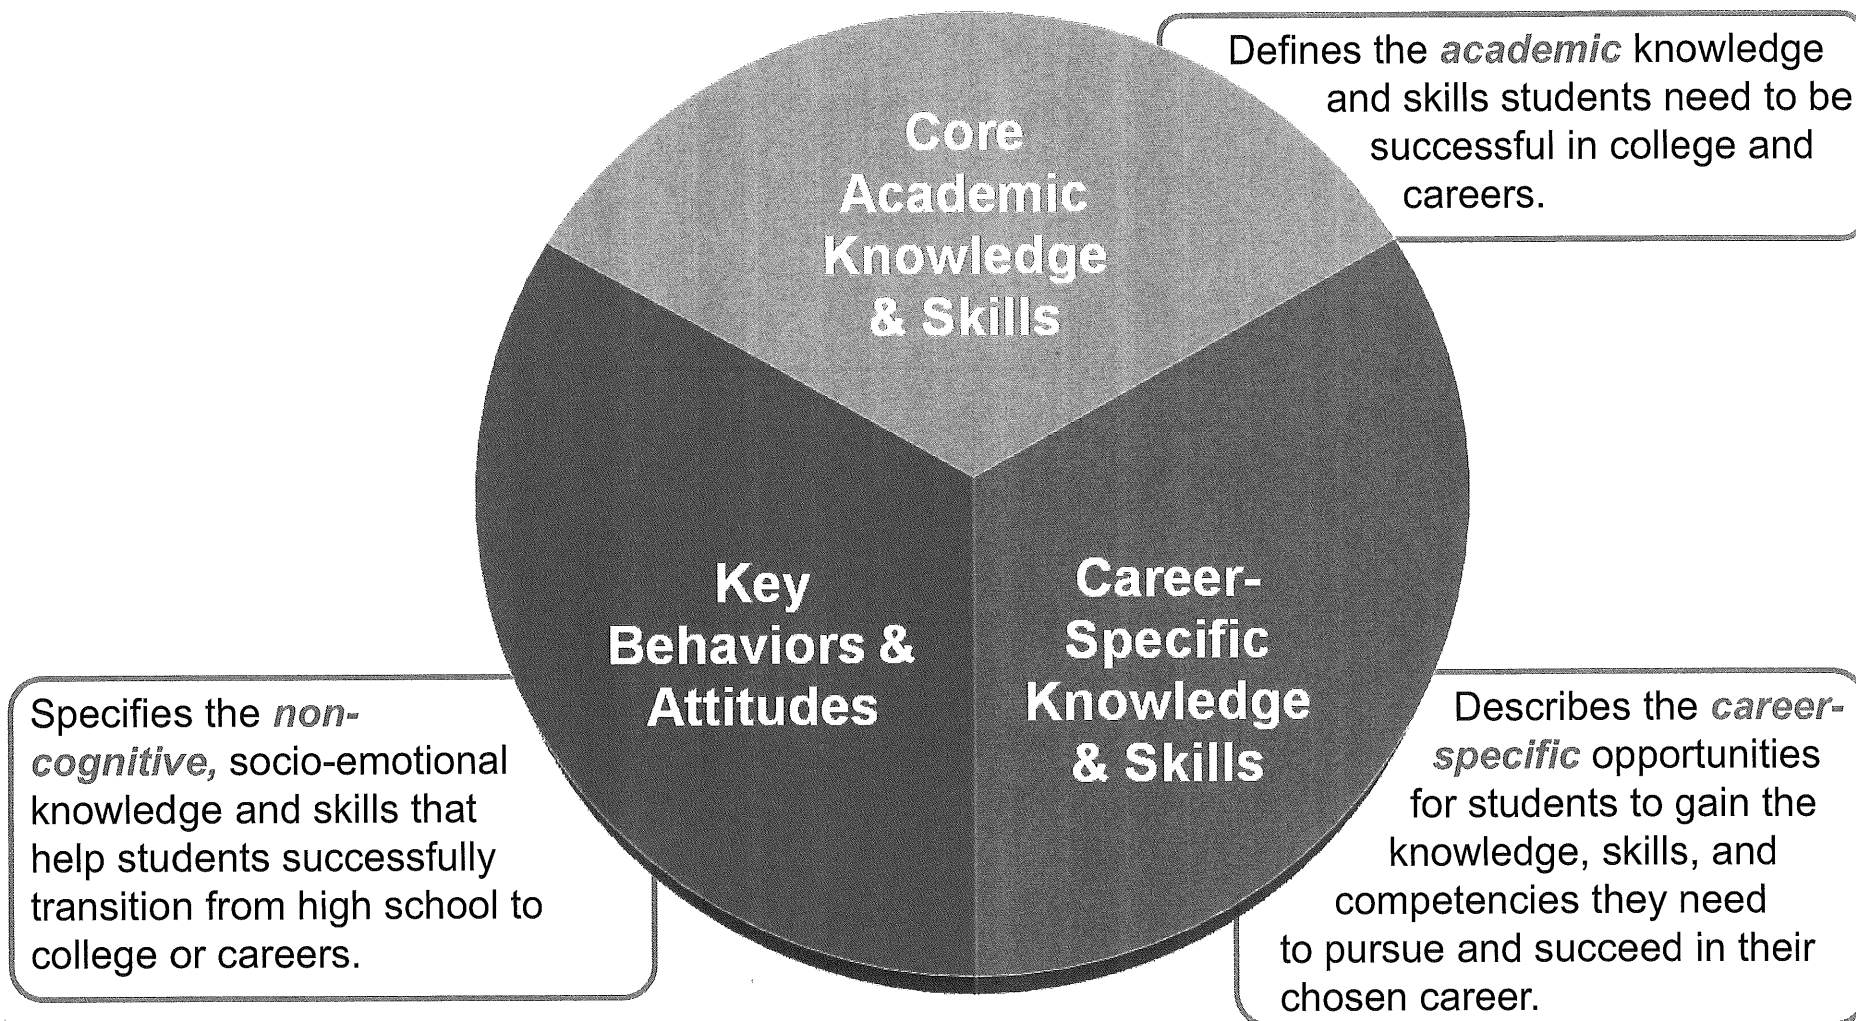 Defines the academic knowledge
and skills students need to be
successful in college and
careers.
Core
Academic
Knowledge
& Skills
Key
Behaviors &
Attitudes
Career-
Specific
Knowledge
& Skills
Specifies the non-
cognitive, socio-emotional
knowledge and skills that
help students successfully
transition from high school to
college or careers.
Describes the career-
specific opportunities
for students to gain the
knowledge, skills, and
competencies they need
to pursue and succeed in their
chosen career.